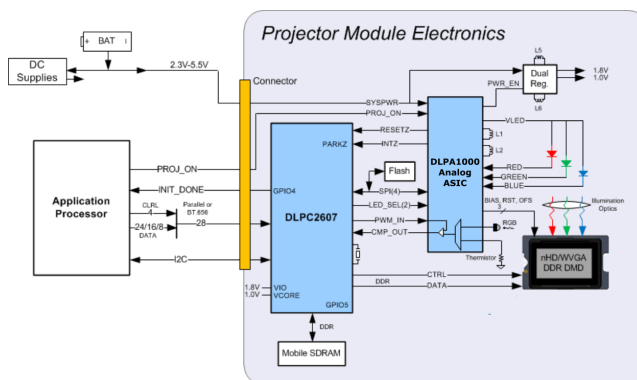 Projector Module Electronics
+ BAT I
DC
Supplies
2.3V-5.5V
Connector
L5
Dual
Reg.
L6
1.8V
1.0V
PWR_EN
SYSPWR
PROJ_ON
VLED
RESETZ
PARKZ
INTZ
L1
L2
DLPA1000
Analog
ASIC
Flash
RED
GREEN
BLUE
Application
Processor
PROJ_ON
INIT_DONE
GPIO4
CLRL
4
Parallel or
BT.656
24/16/8
DATA
28
I2C
DLPC2607
SPI(4)
LED_SEL(2)
PWM_IN
CMP_OUT
BIAS, RST, OFS
3
RGB
Thermistor
Illumination
Optics
1.8V
1.0V
VIO
VCORE
GPIO5
CTRL
DDR
DATA
nHD/WVGA
DDR DMD
DDR
Mobile SDRAM